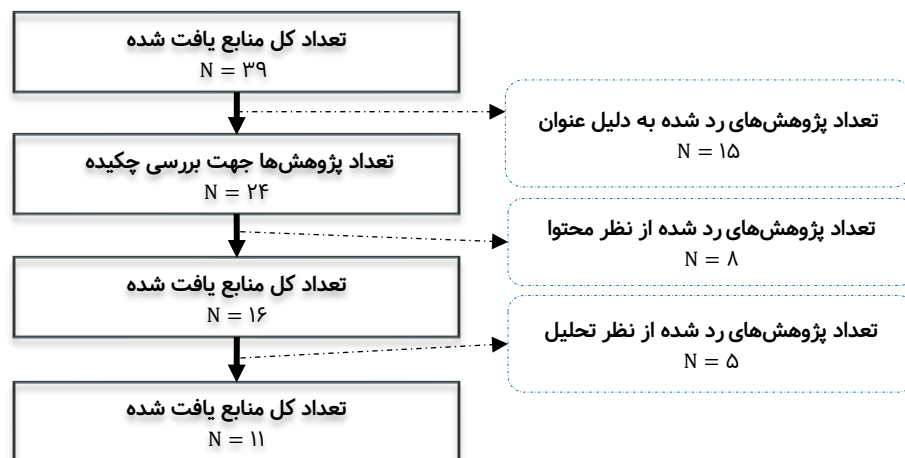 تعداد کل منابع یافت شده
N = ۳۹
تعداد پژوهش‌های رد شده به دلیل عنوان
N = ۱۵
تعداد پژوهش‌ها جهت بررسی چکیده
N = ۲۴
تعداد پژوهش‌های رد شده از نظر محتوا
N = ۸
تعداد کل منابع یافت شده
N = ۱۶
تعداد پژوهش‌های رد شده از نظر تحلیل
N = ۵
تعداد کل منابع یافت شده
N = ۱۱